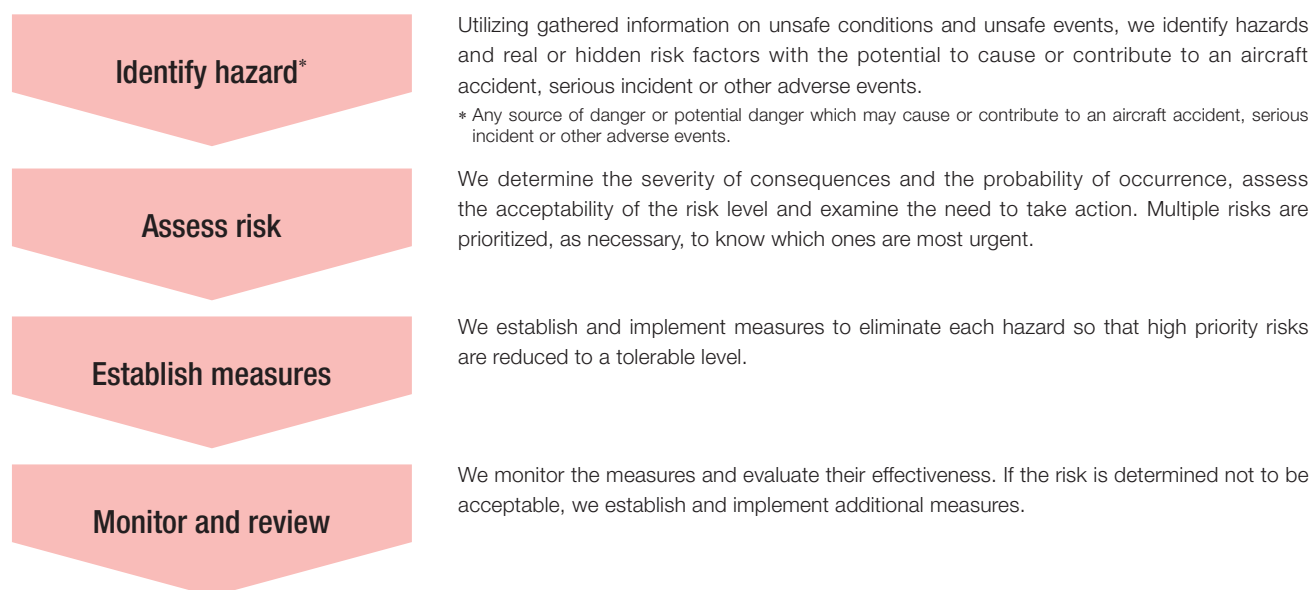 Identify hazard*
Utilizing gathered information on unsafe conditions and unsafe events, we identify hazards
and real or hidden risk factors with the potential to cause or contribute to an aircraft
accident, serious incident or other adverse events.
* Any source of danger or potential danger which may cause or contribute to an aircraft accident, serious
incident or other adverse events.
Assess risk
We determine the severity of consequences and the probability of occurrence, assess
the acceptability of the risk level and examine the need to take action. Multiple risks are
prioritized, as necessary, to know which ones are most urgent.
Establish measures
We establish and implement measures to eliminate each hazard so that high priority risks
are reduced to a tolerable level.
Monitor and review
We monitor the measures and evaluate their effectiveness. If the risk is determined not to be
acceptable, we establish and implement additional measures.